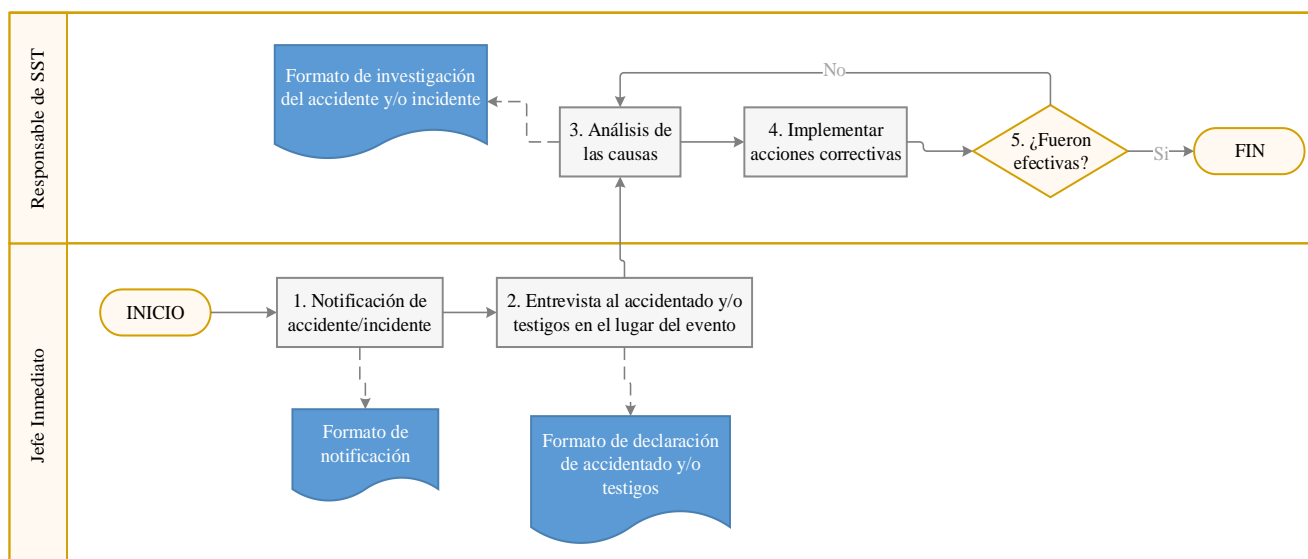 Responsable de SST
Formato de investigación
del accidente y/o incidente
3. Análisis de
las causas
4. Implementar
acciones correctivas
No
5. ¿Fueron
efectivas?
Si
FIN
Jefe Inmediato
INICIO
1. Notificación de
accidente/incidente
2. Entrevista al accidentado y/o
testigos en el lugar del evento
Formato de
notificación
Formato de declaración
de accidentado y/o
testigos